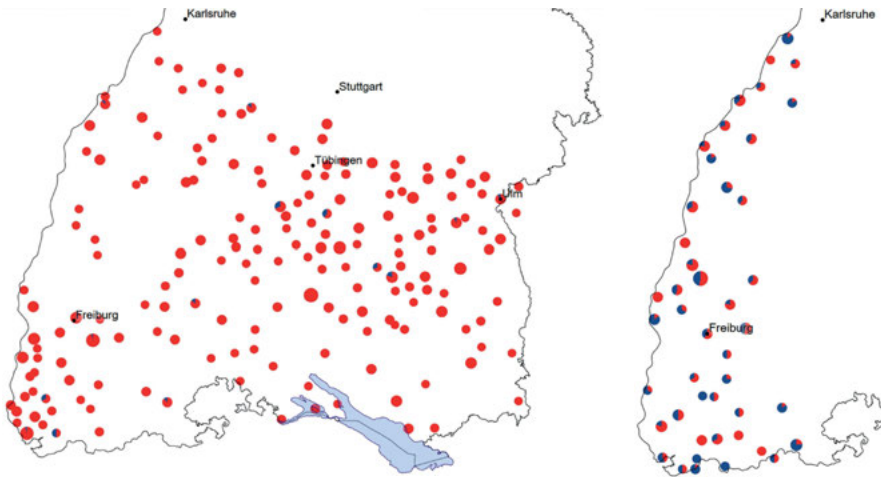 Karlsruhe
Stuttgart
Tübingen
Ulm
Freiburg
Karlsruhe
Freiburg